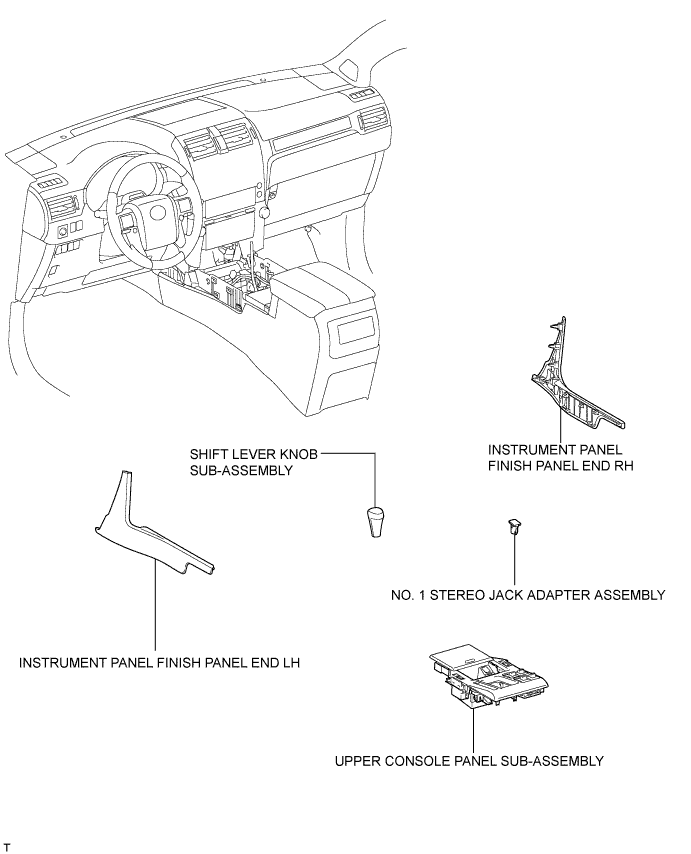 SHIFT LEVER KNOB
SUB-ASSEMBLY
INSTRUMENT PANEL
FINISH PANEL END RH
NO. 1 STEREO JACK ADAPTER ASSEMBLY
INSTRUMENT PANEL FINISH PANEL END LH
UPPER CONSOLE PANEL SUB-ASSEMBLY
T